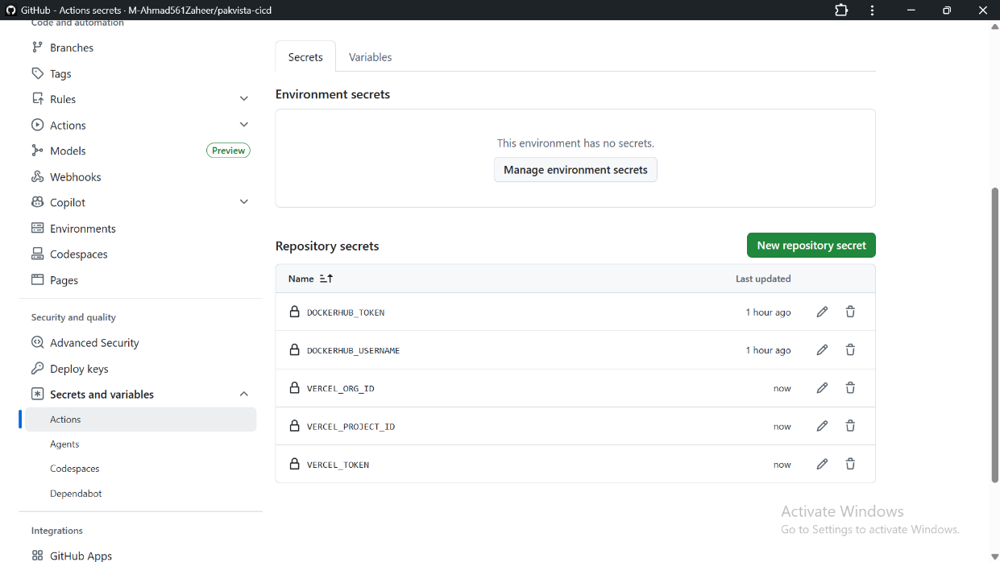 GitHub - Actions secrets · M-Ahmad561Zaheer/pakvista-cicd
Code and automation
Branches
Tags
Rules
Actions
Models Preview
Webhooks
Copilot
Environments
Codespaces
Pages
Security and quality
Advanced Security
Deploy keys
Secrets and variables
Actions
Agents
Codespaces
Dependabot
Integrations
GitHub Apps
Secrets Variables
Environment secrets
This environment has no secrets.
Manage environment secrets
Repository secrets New repository secret
Name Last updated
DOCKERHUB_TOKEN 1 hour ago
DOCKERHUB_USERNAME 1 hour ago
VERCEL_ORG_ID now
VERCEL_PROJECT_ID now
VERCEL_TOKEN now
Activate Windows
Go to Settings to activate Windows.